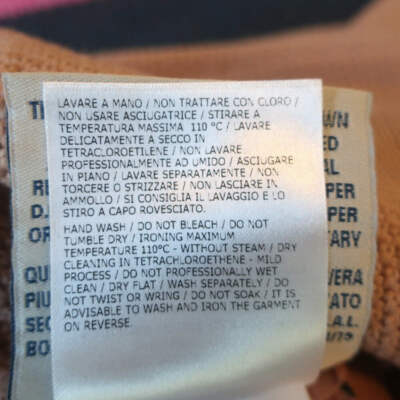 LAVARE A MANO / NON TRATTARE CON CLORO /
NON USARE ASCIUGATRICE / STIRARE A
TEMPERATURA MASSIMA 110 °C / LAVARE
DELICATAMENTE A SECCO IN
TETRACLOROETILENE / NON LAVARE
PROFESSIONALMENTE AD UMIDO / ASCIUGARE
IN PIANO / LAVARE SEPARATAMENTE / NON
TORCERE O STRIZZARE / NON LASCIARE IN
AMMOLLO / SI CONSIGLIA IL LAVAGGIO E LO
STIRO A CAPO ROVESCIATO.
HAND WASH / DO NOT BLEACH / DO NOT
TUMBLE DRY / IRONING MAXIMUM
TEMPERATURE 110°C - WITHOUT STEAM / DRY
CLEANING IN TETRACHLOROETHENE - MILD
PROCESS / DO NOT PROFESSIONALLY WET
CLEAN / DRY FLAT / WASH SEPARATELY / DO
NOT TWIST OR WRING / DO NOT SOAK / IT IS
ADVISABLE TO WASH AND IRON THE GARMENT
ON REVERSE